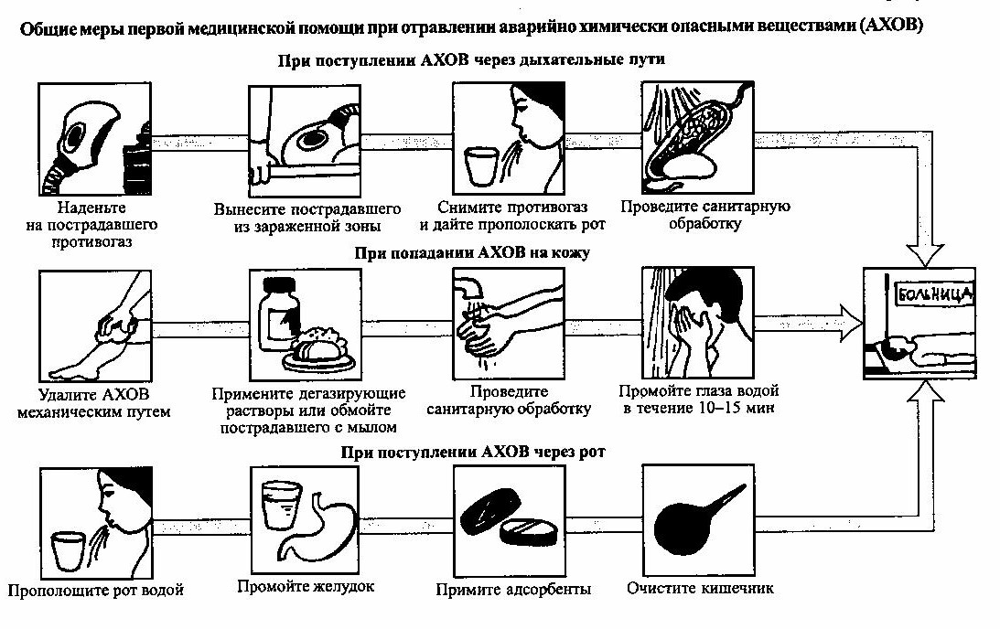 Общие меры первой медицинской помощи при отравлении аварийно химически опасными веществами (АХОВ)
При поступлении АХОВ через дыхательные пути
Наденьте
на пострадавшего
противогаз
Вынесите пострадавшего
из зараженной зоны
Снимите противогаз
и дайте прополоскать рот
Проведите санитарную
обработку
При попадании АХОВ на кожу
БОЛЬНИЦА
Удалите АХОВ
механическим путем
Примените дегазирующие
растворы или обмойте
пострадавшего с мылом
Проведите
санитарную обработку
Промойте глаза водой
в течение 10–15 мин
При поступлении АХОВ через рот
Прополощите рот водой
Промойте желудок
Примите адсорбенты
Очистите кишечник